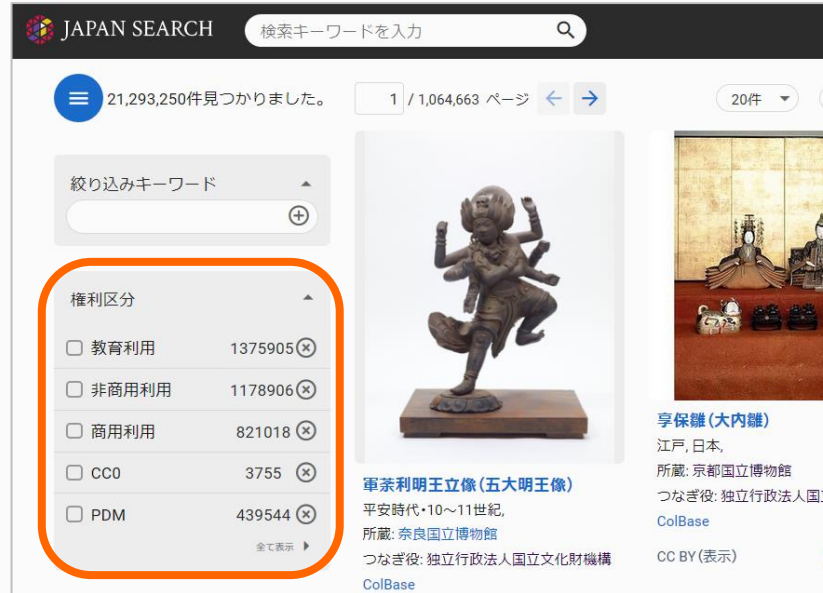 JAPAN SEARCH
検索キーワードを入力
21,293,250件見つかりました。
1 / 1,064,663 ページ
20件
絞り込みキーワード
権利区分
教育利用 1375905
非商用利用 1178906
商用利用 821018
CC0 3755
PDM 439544
全て表示
軍荼利明王立像(五大明王像)
平安時代・10~11世紀,
所蔵: 奈良国立博物館
つなぎ役: 独立行政法人国立文化財機構
ColBase
享保雛(大内雛)
江戸, 日本,
所蔵: 京都国立博物館
つなぎ役: 独立行政法人国
ColBase
CC BY (表示)